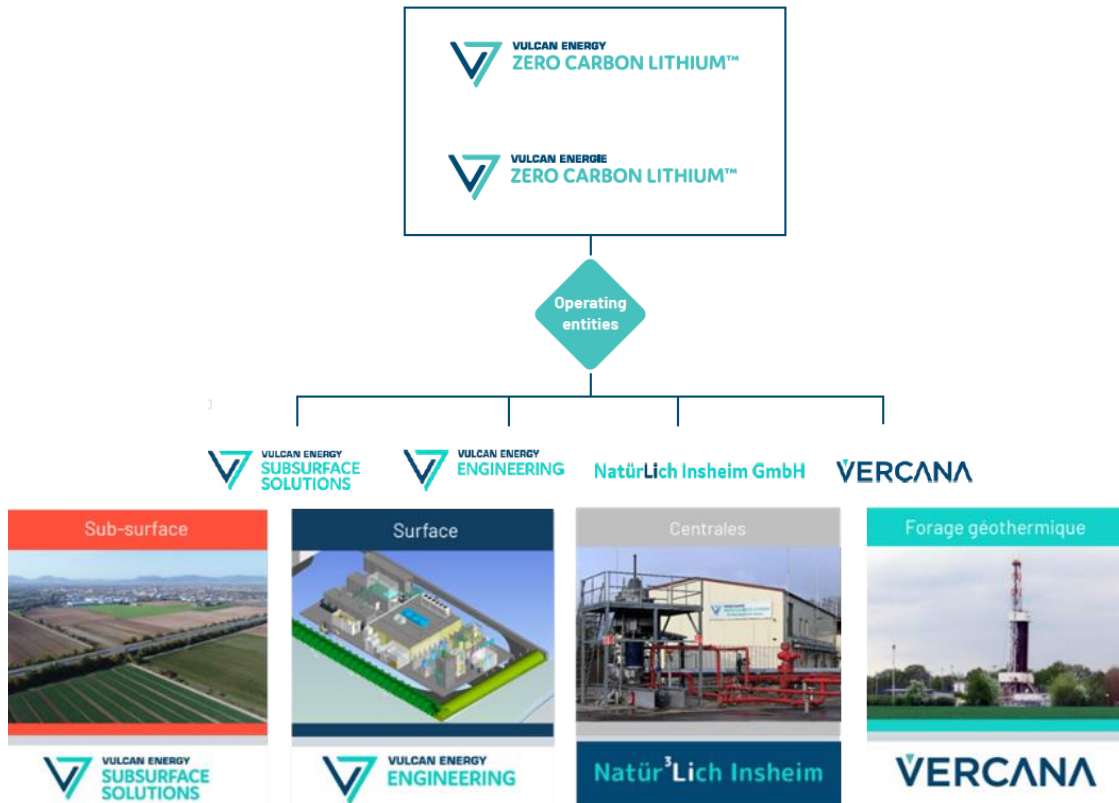 VULCAN ENERGY
ZERO CARBON LITHIUM™
VULCAN ENERGIE
ZERO CARBON LITHIUM™
Operating
entities
VULCAN ENERGY
SUBSURFACE
SOLUTIONS
VULCAN ENERGY
ENGINEERING
NatürLich Insheim GmbH
VERCANA
Sub-surface
Surface
Centrales
Forage géothermique
VULCAN ENERGY
SUBSURFACE
SOLUTIONS
VULCAN ENERGY
ENGINEERING
Natür³Lich Insheim
VERCANA